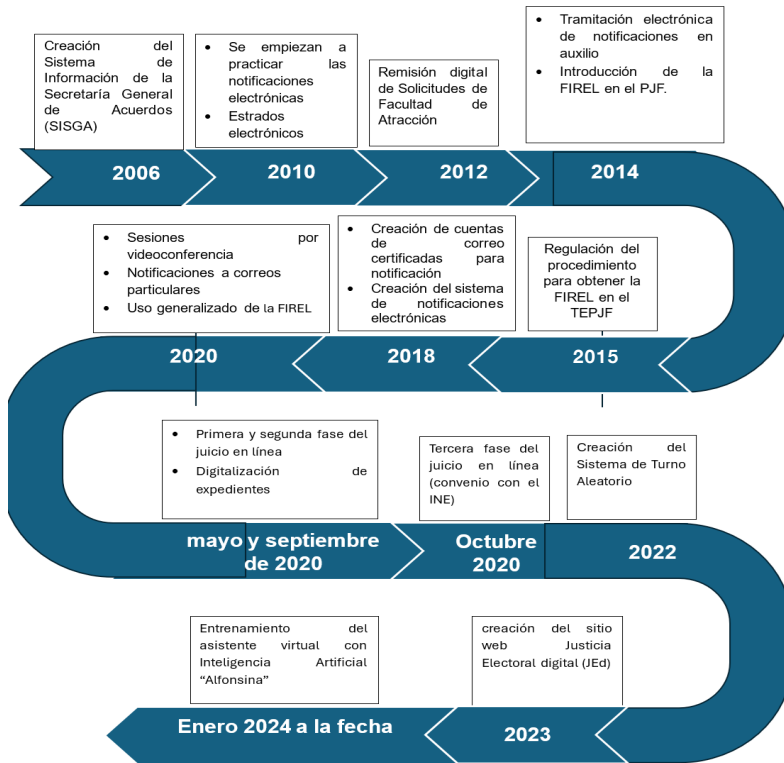 Creación del
Sistema de
Información de la
Secretaría General
de Acuerdos
(SISGA)
• Se empiezan a
practicar las
notificaciones
electrónicas
• Estrados
electrónicos
Remisión digital
de Solicitudes de
Facultad de
Atracción
• Tramitación electrónica
de notificaciones en
auxilio
• Introducción de la
FIREL en el PJF.
2006
2010
2012
2014
• Sesiones por
videoconferencia
• Notificaciones a correos
particulares
• Uso generalizado de la FIREL
• Creación de cuentas
de correo
certificadas para
notificación
• Creación del sistema
de notificaciones
electrónicas
Regulación del
procedimiento
para obtener la
FIREL en el
TEPJF
2020
2018
2015
• Primera y segunda fase del
juicio en línea
• Digitalización de
expedientes
Tercera fase del
juicio en línea
(convenio con el
INE)
Creación del
Sistema de Turno
Aleatorio
mayo y septiembre
de 2020
Octubre
2020
2022
Entrenamiento del
asistente virtual con
Inteligencia Artificial
“Alfonsina”
creación del sitio
web Justicia
Electoral digital (JEd)
Enero 2024 a la fecha
2023